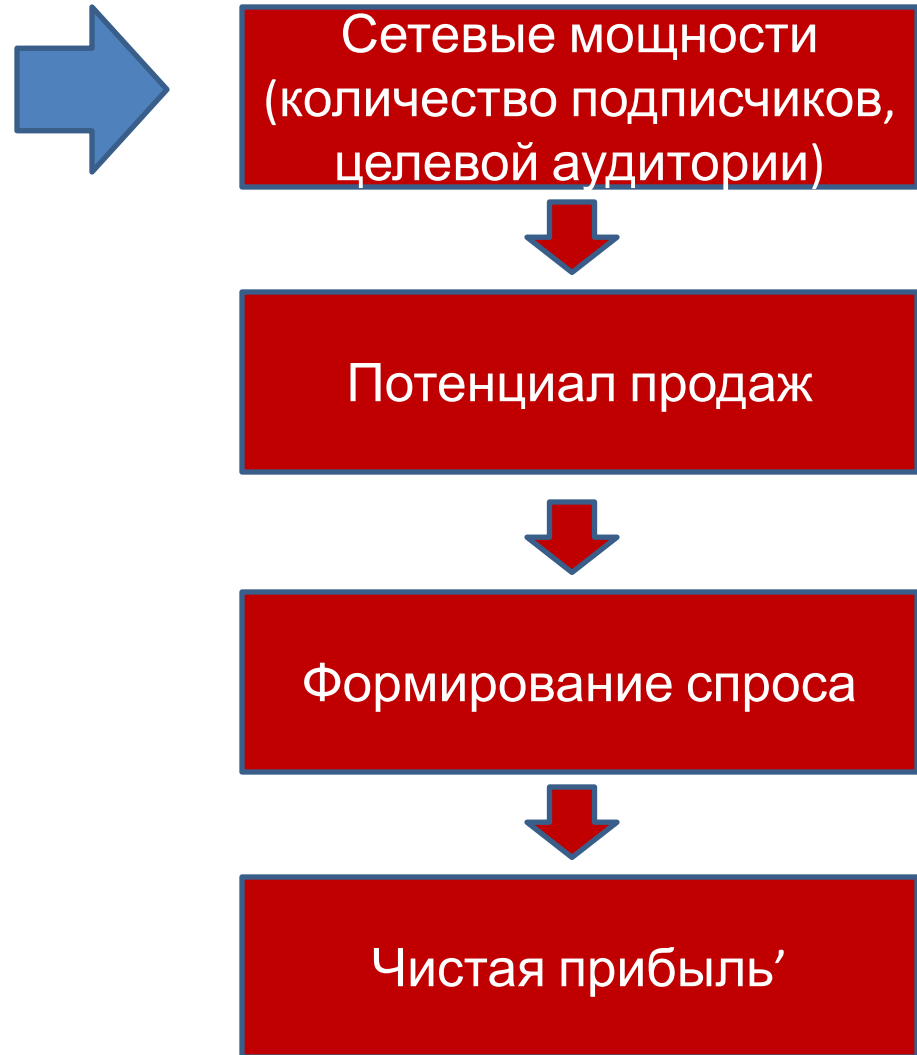 Сетевые мощности
(количество подписчиков,
целевой аудитории)
Потенциал продаж
Формирование спроса
Чистая прибыль’